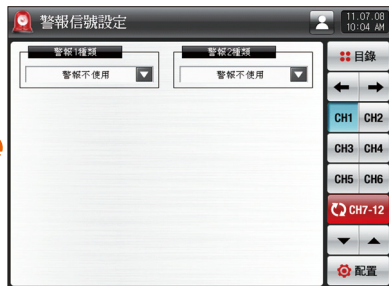 警報信號設定
11.07.08
10:04 AM
警報1種類
警報2種類
警報不使用
警報不使用
目錄
CH1 CH2
CH3 CH4
CH5 CH6
CH7-12
配置